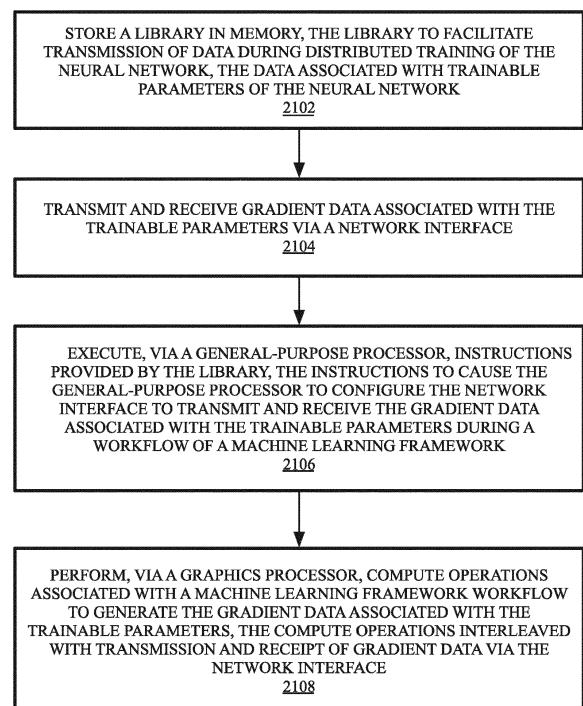 STORE A LIBRARY IN MEMORY, THE LIBRARY TO FACILITATE
TRANSMISSION OF DATA DURING DISTRIBUTED TRAINING OF THE
NEURAL NETWORK, THE DATA ASSOCIATED WITH TRAINABLE
PARAMETERS OF THE NEURAL NETWORK
2102
TRANSMIT AND RECEIVE GRADIENT DATA ASSOCIATED WITH THE
TRAINABLE PARAMETERS VIA A NETWORK INTERFACE
2104
EXECUTE, VIA A GENERAL-PURPOSE PROCESSOR, INSTRUCTIONS
PROVIDED BY THE LIBRARY, THE INSTRUCTIONS TO CAUSE THE
GENERAL-PURPOSE PROCESSOR TO CONFIGURE THE NETWORK
INTERFACE TO TRANSMIT AND RECEIVE THE GRADIENT DATA
ASSOCIATED WITH THE TRAINABLE PARAMETERS DURING A
WORKFLOW OF A MACHINE LEARNING FRAMEWORK
2106
PERFORM, VIA A GRAPHICS PROCESSOR, COMPUTE OPERATIONS
ASSOCIATED WITH A MACHINE LEARNING FRAMEWORK WORKFLOW
TO GENERATE THE GRADIENT DATA ASSOCIATED WITH THE
TRAINABLE PARAMETERS, THE COMPUTE OPERATIONS INTERLEAVED
WITH TRANSMISSION AND RECEIPT OF GRADIENT DATA VIA THE
NETWORK INTERFACE
2108